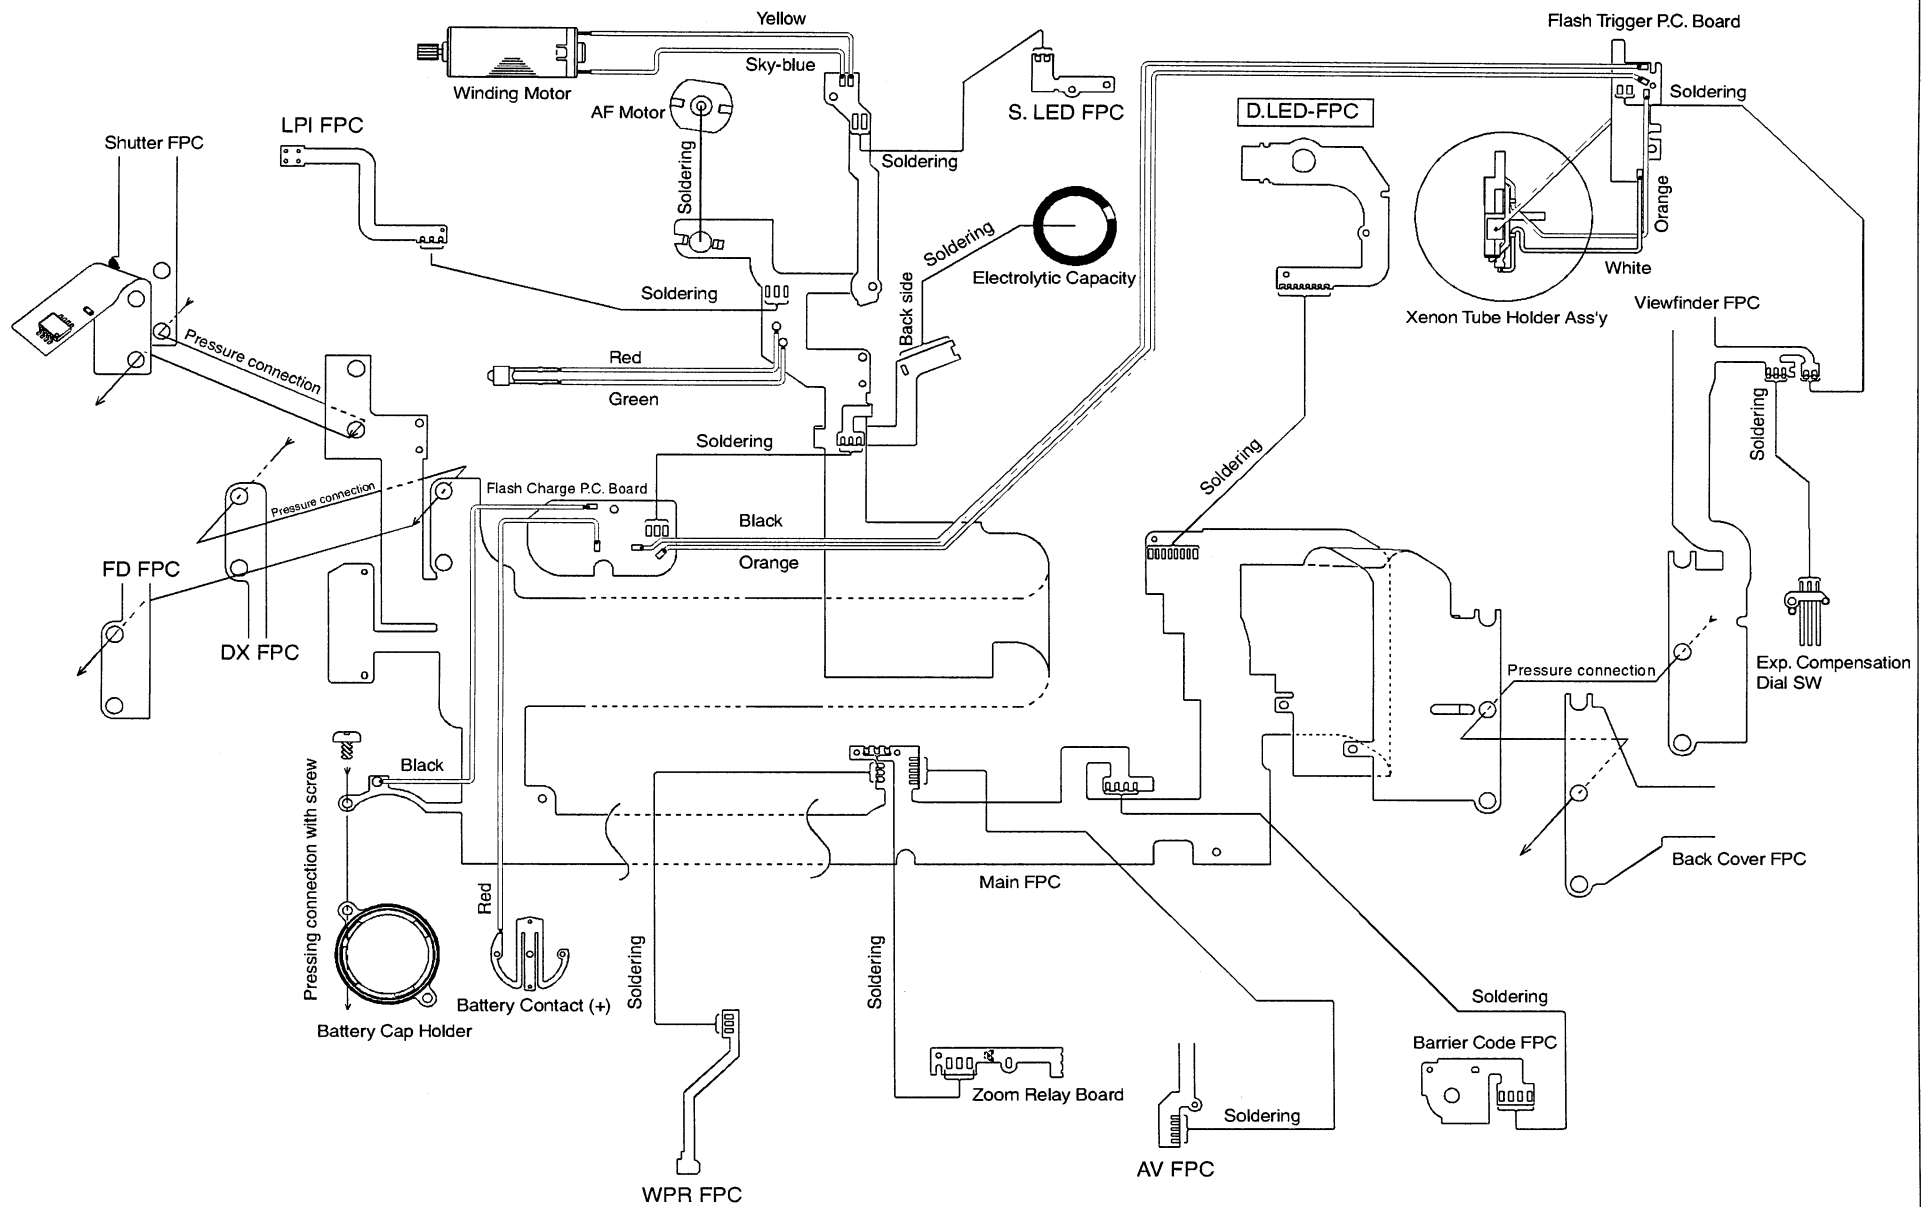 Yellow
Flash Trigger P.C. Board
Sky-blue
Winding Motor
Soldering
AF Motor
S. LED FPC
D.LED-FPC
LPI FPC
Shutter FPC
Soldering
Soldering
Orange
Soldering
Electrolytic Capacity
White
Soldering
Back side
Viewfinder FPC
Xenon Tube Holder Ass'y
Pressure connection
Red
Green
Soldering
Soldering
Soldering
Pressure connection
Flash Charge P.C. Board
Black
Orange
FD FPC
DX FPC
Exp. Compensation
Dial SW
Pressure connection
Black
Pressing connection with screw
Back Cover FPC
Main FPC
Red
Soldering
Soldering
Battery Contact (+)
Battery Cap Holder
Soldering
Barrier Code FPC
Zoom Relay Board
Soldering
AV FPC
WPR FPC